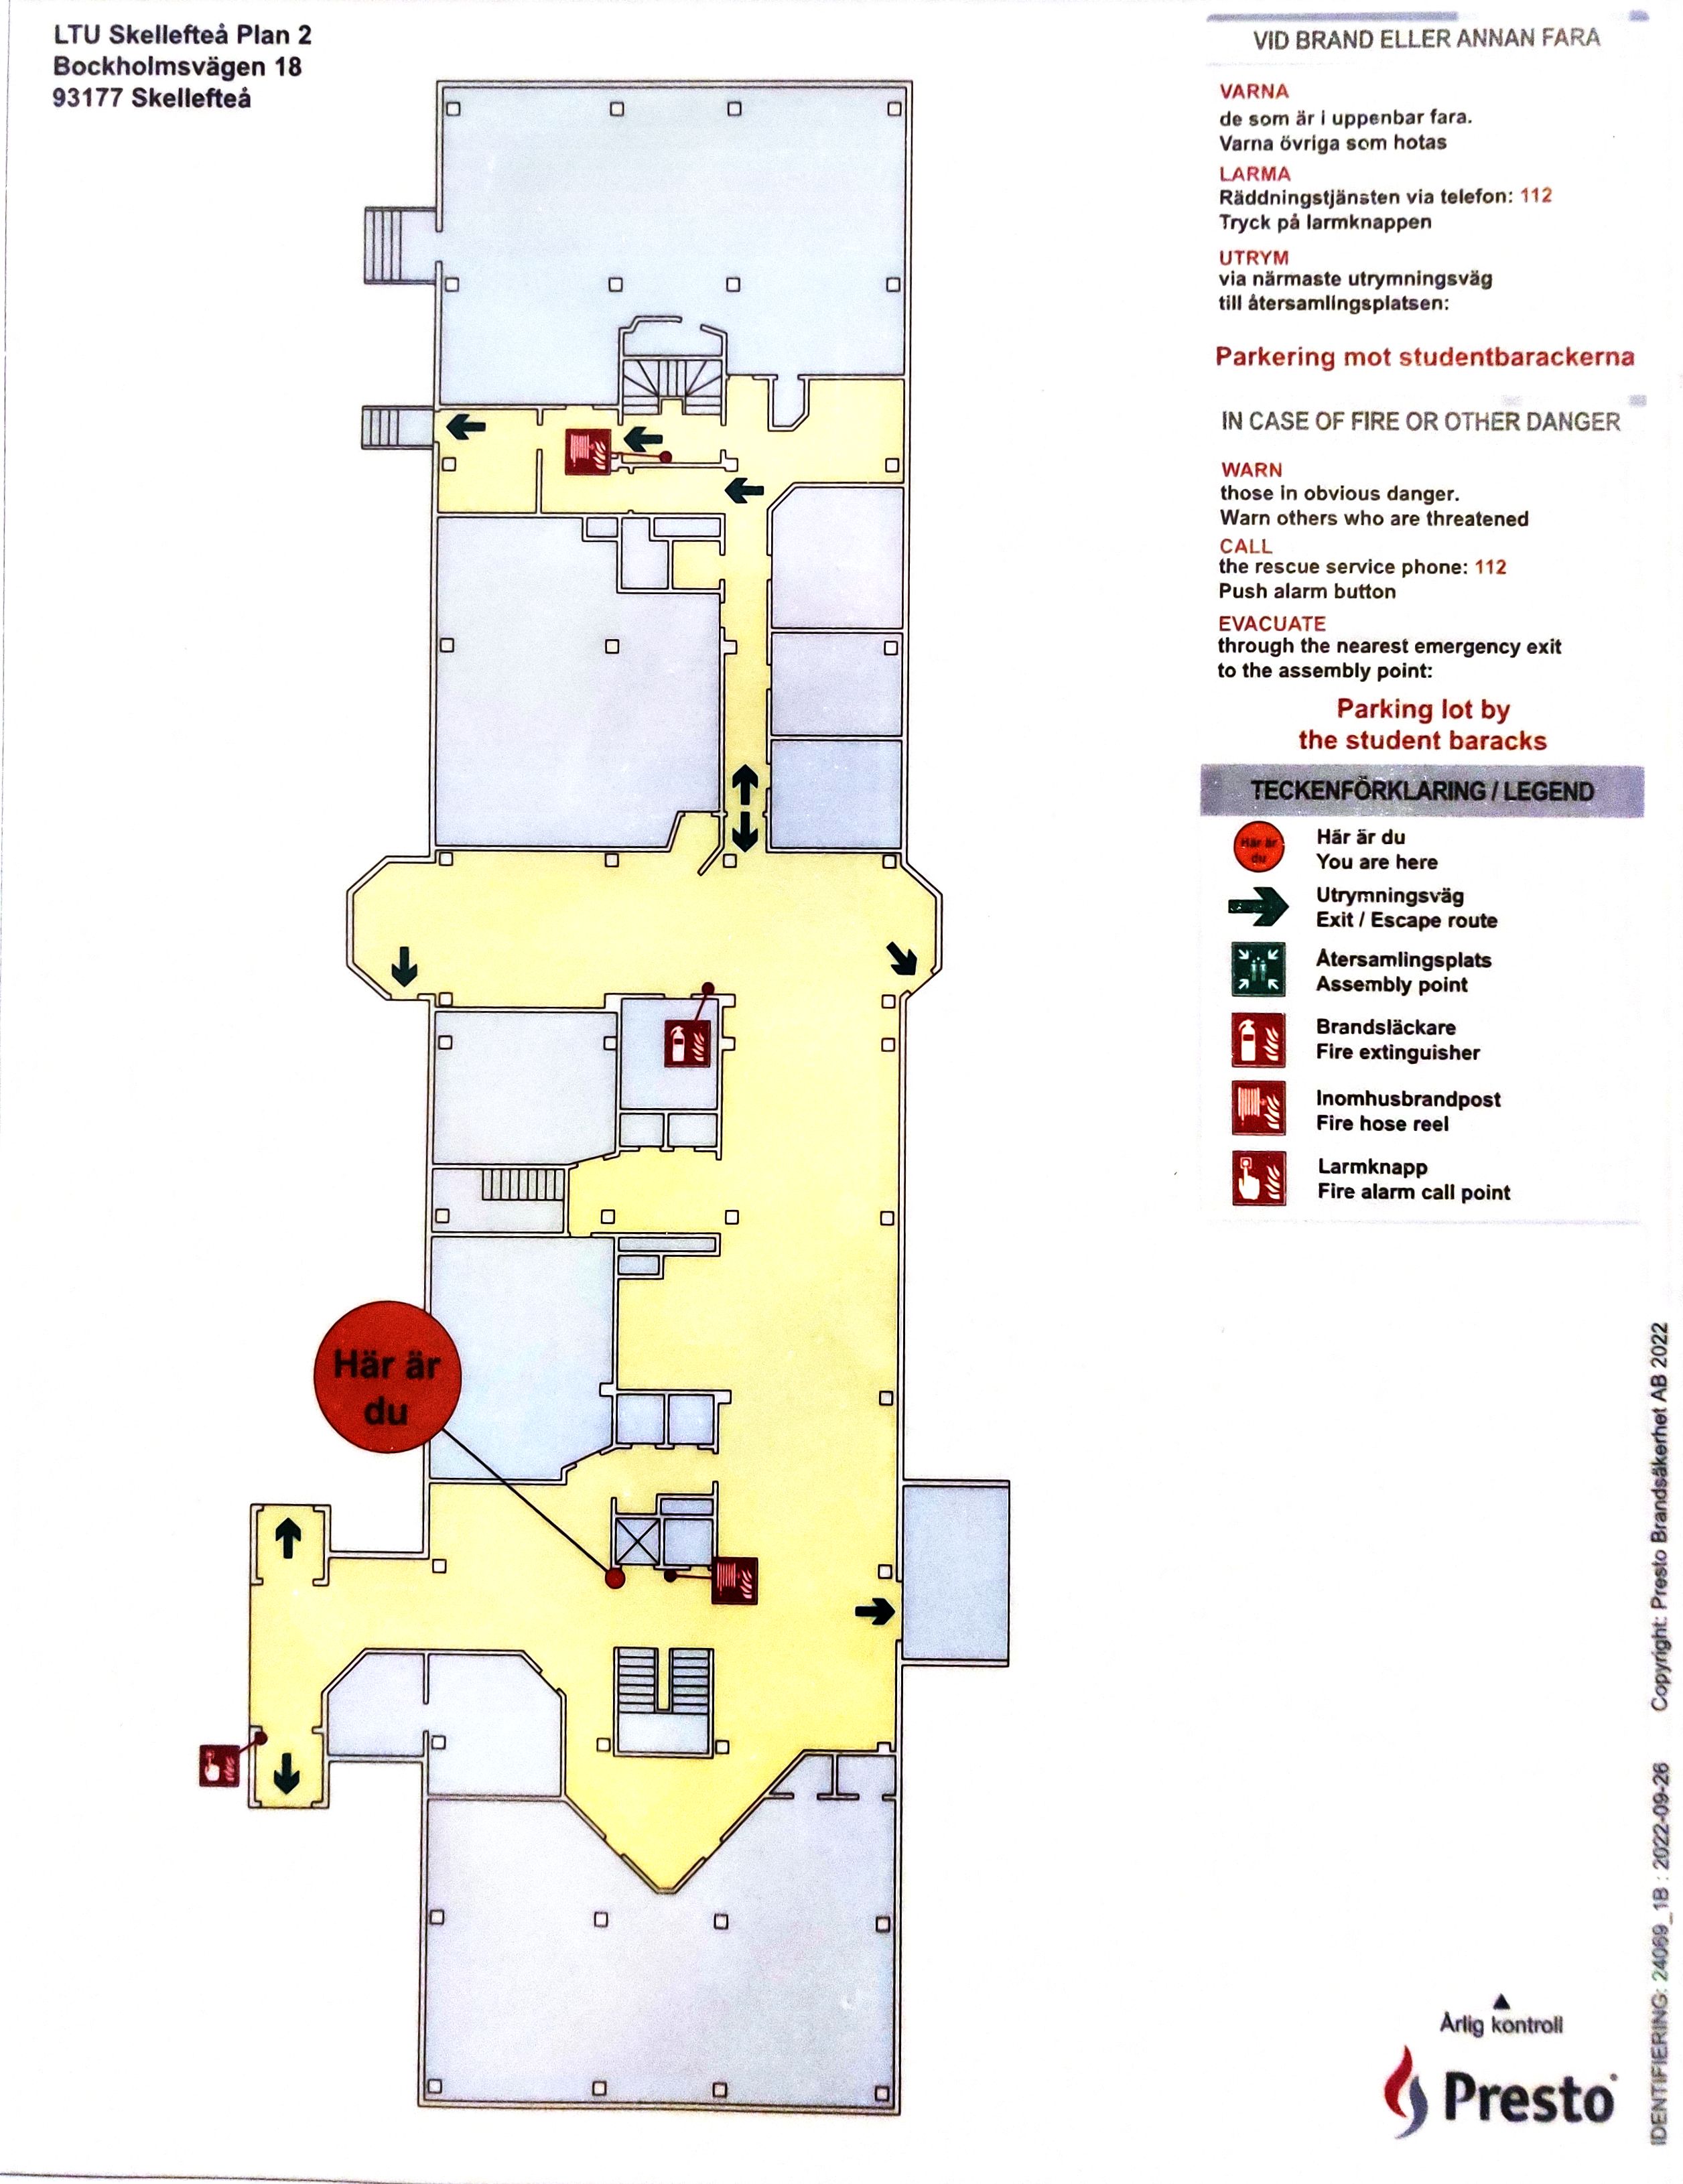 LTU Skellefteå Plan 2
Bockholmsvägen 18
93177 Skellefteå
VID BRAND ELLER ANNAN FARA
VARNA
de som är i uppenbar fara.
Varna övriga som hotas
LARMA
Räddningstjänsten via telefon: 112
Tryck på larmknappen
UTRYM
via närmaste utrymningsväg
till återsamlingsplatsen:
Parkering mot studentbarackerna
IN CASE OF FIRE OR OTHER DANGER
WARN
those in obvious danger.
Warn others who are threatened
CALL
the rescue service phone: 112
Push alarm button
EVACUATE
through the nearest emergency exit
to the assembly point:
Parking lot by
the student baracks
TECKENFÖRKLARING / LEGEND
Här är
du
Här är du
You are here
Utrymningsväg
Exit / Escape route
Återsamlingsplats
Assembly point
Brandsläckare
Fire extinguisher
Inomhusbrandpost
Fire hose reel
Larmknapp
Fire alarm call point
Här är
du
Årlig kontroll
Presto
IDENTIFIERING: 24069_1B : 2022-09-26
Copyright: Presto Brandsäkerhet AB 2022